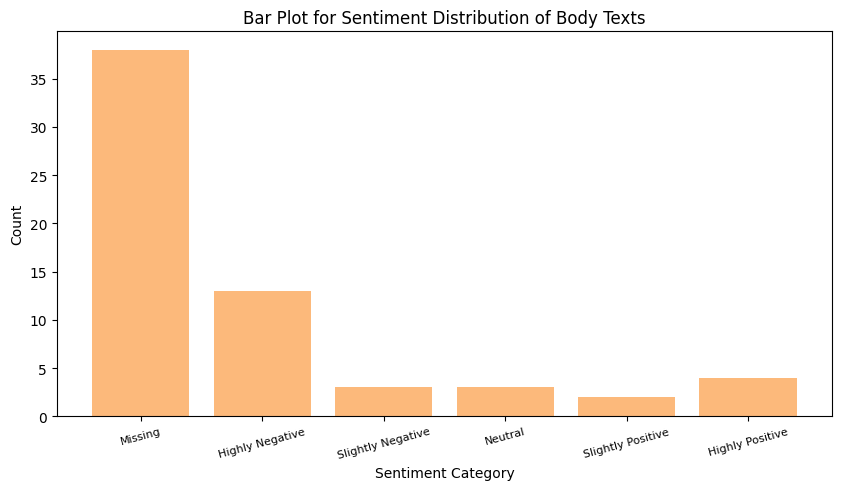 Bar Plot for Sentiment Distribution of Body Texts
Count
35
30
25
20
15
10
5
0
Missing
Highly Negative
Slightly Negative
Neutral
Slightly Positive
Highly Positive
Sentiment Category